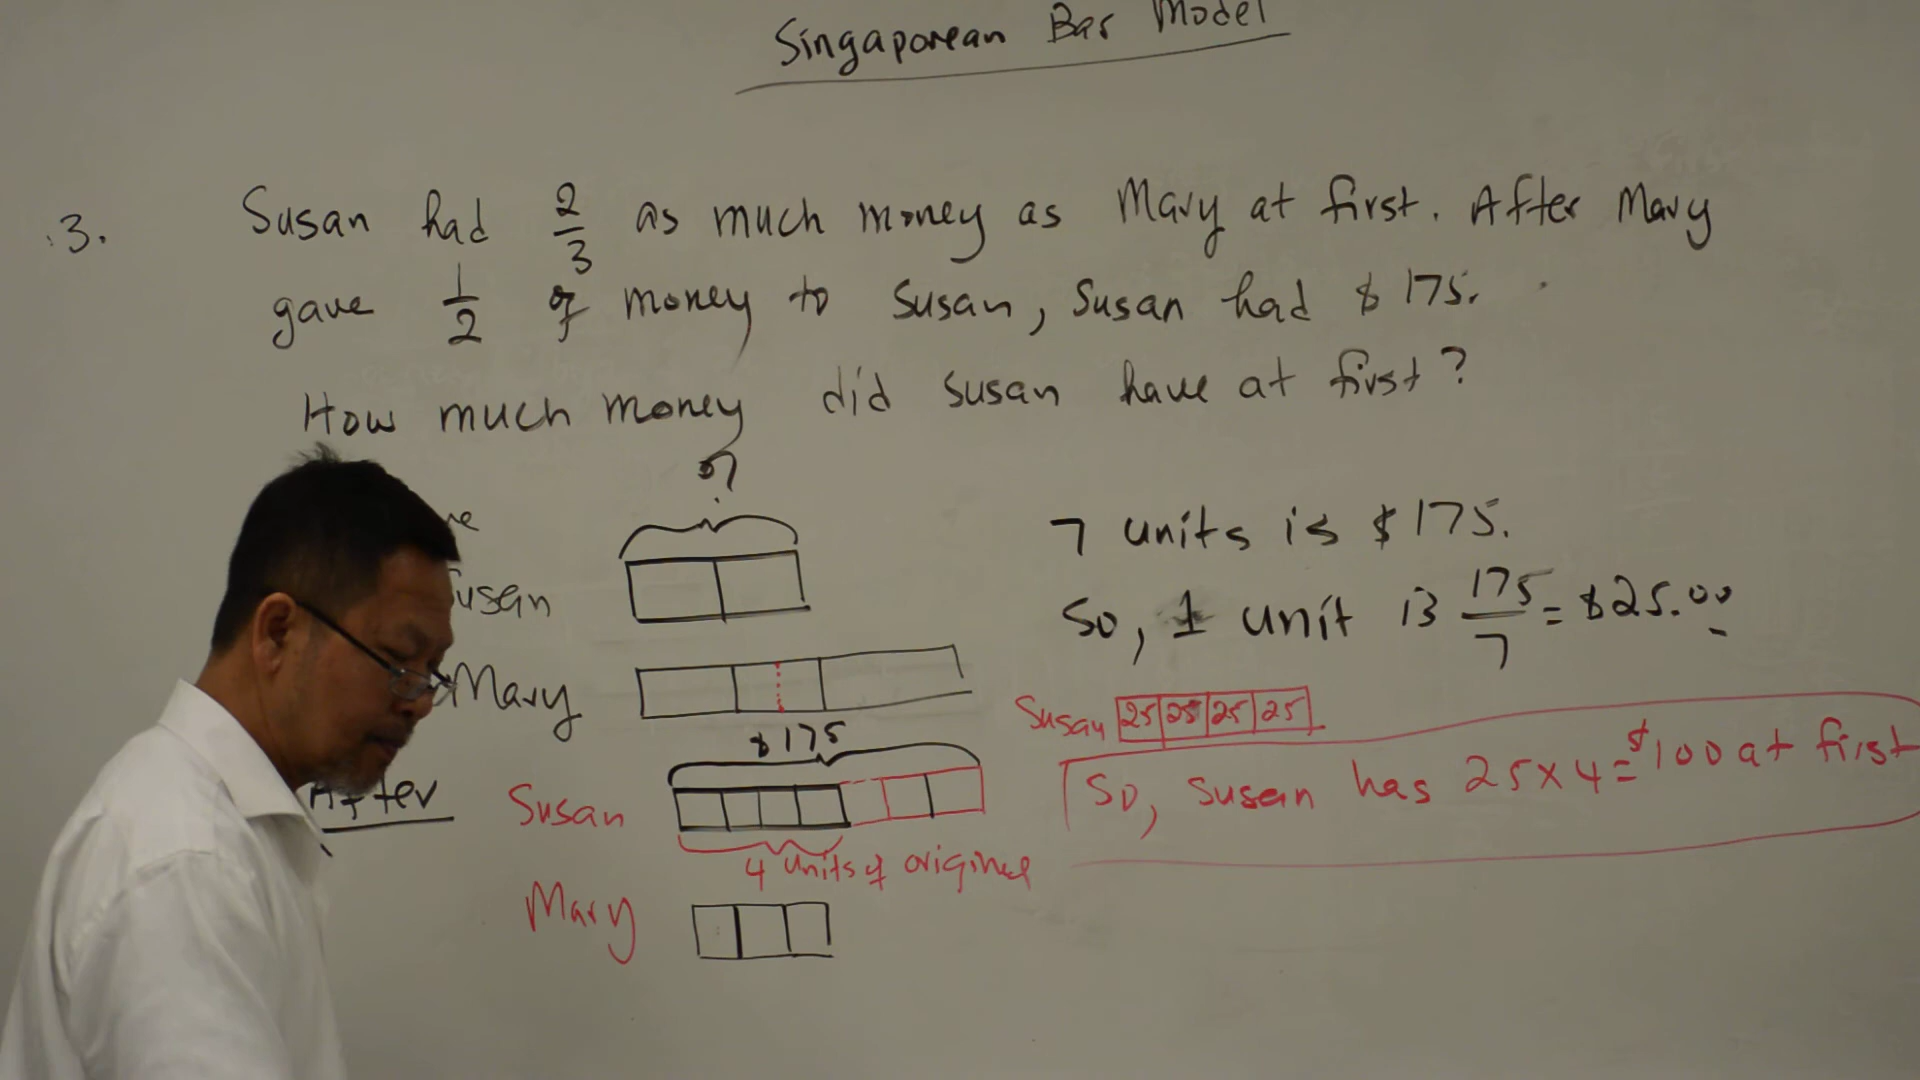 Singaporean Bar Model
3. Susan had 2/3 as much money as Mary at first. After Mary
gave 1/2 of money to Susan, Susan had $175.
How much money did Susan have at first?
?
Susan
Mary
$175
After
Susan
4 units of original
Mary
7 units is $175.
So, 1 unit is 175/7 = $25.00
Susan 25 25 25 25
So, Susan has 25 x 4 = $100 at first